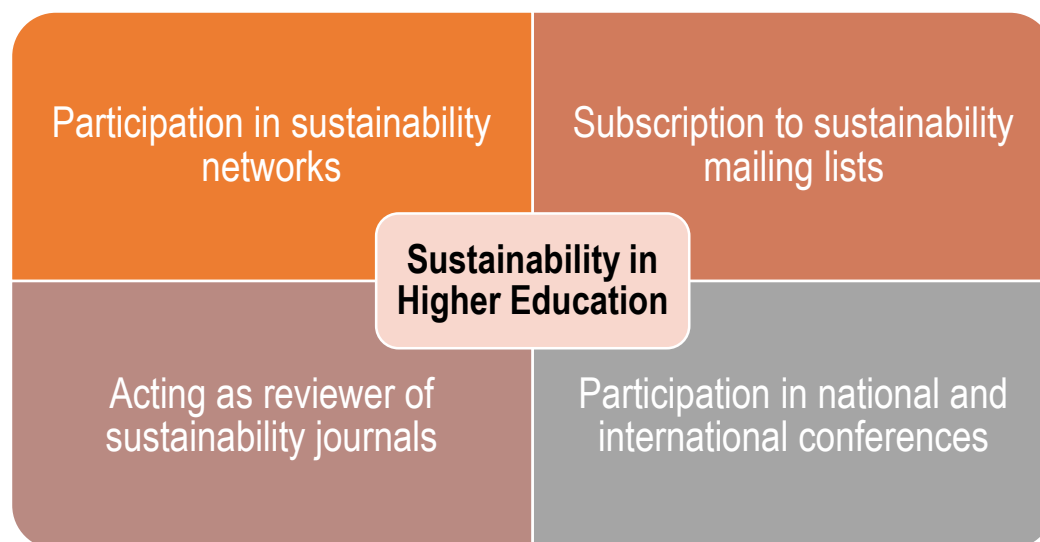 Participation in sustainability
networks
Subscription to sustainability
mailing lists
Sustainability in
Higher Education
Acting as reviewer of
sustainability journals
Participation in national and
international conferences